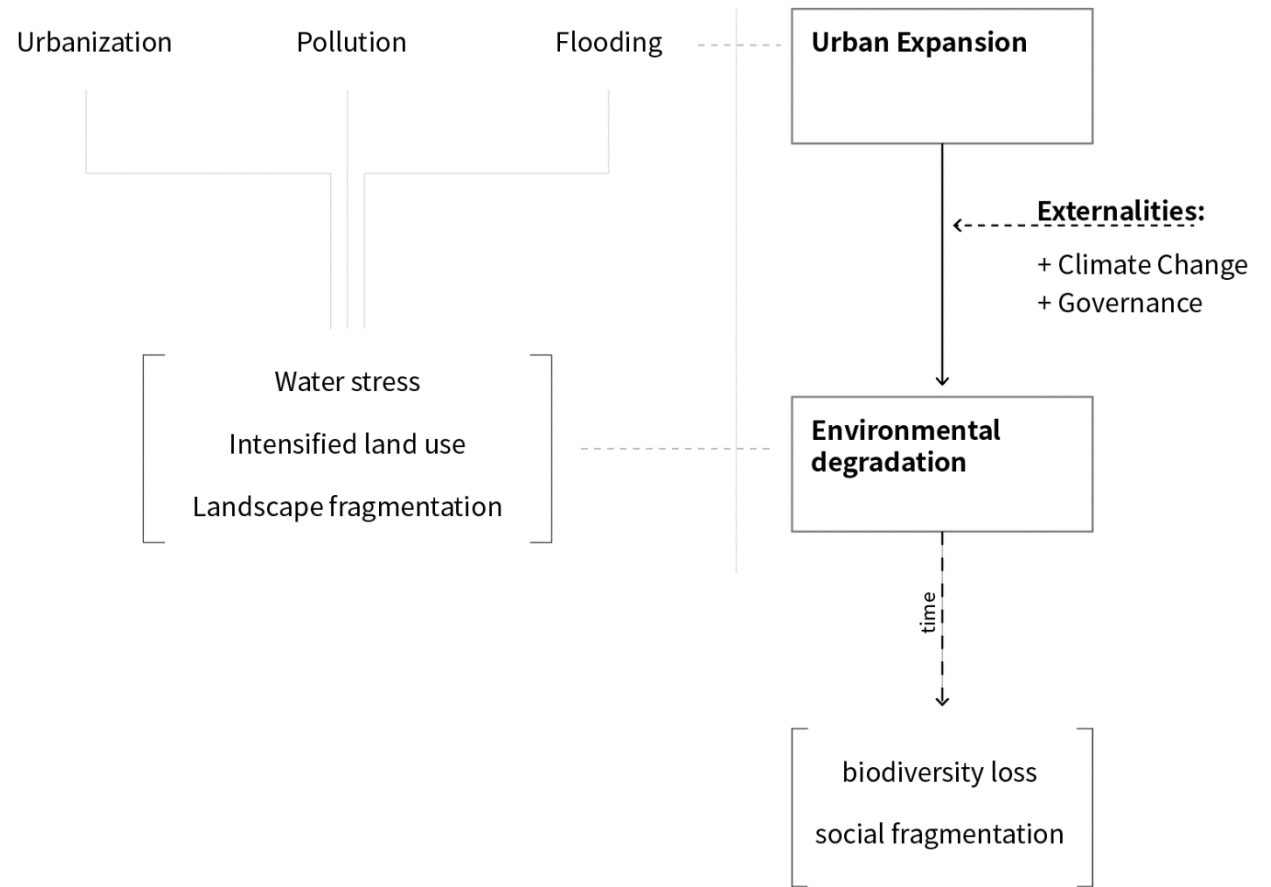 Urbanization
Pollution
Flooding
Urban Expansion
Externalities:
+ Climate Change
+ Governance
Water stress
Intensified land use
Landscape fragmentation
Environmental
degradation
time
biodiversity loss
social fragmentation